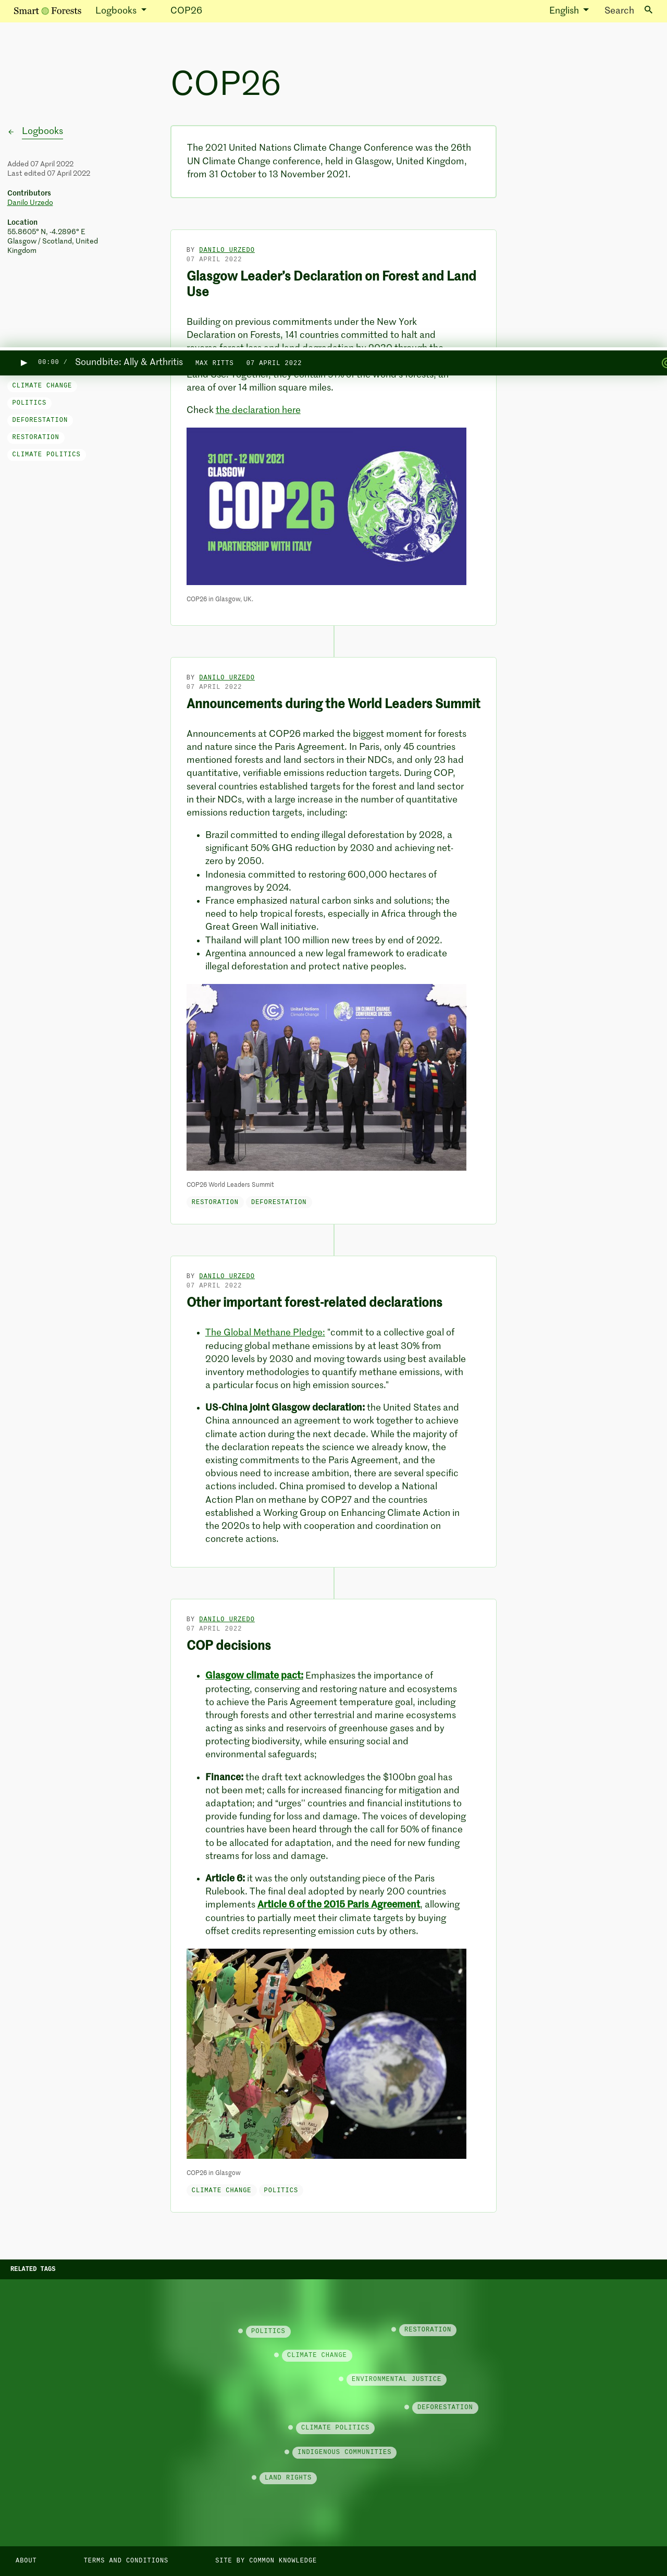 Smart Forests
Logbooks
COP26
English
Search
COP26
← Logbooks
Added 07 April 2022
Last edited 07 April 2022
Contributors
Danilo Urzedo
Location
55.8605° N, -4.2896° E
Glasgow / Scotland, United
Kingdom
The 2021 United Nations Climate Change Conference was the 26th
UN Climate Change conference, held in Glasgow, United Kingdom,
from 31 October to 13 November 2021.
BY DANILO URZEDO
07 APRIL 2022
Glasgow Leader's Declaration on Forest and Land
Use
Building on previous commitments under the New York
Declaration on Forests, 141 countries committed to halt and
00:00 /
Soundbite: Ally & Arthritis
MAX RITTS
07 APRIL 2022
area of over 14 million square miles.
Check the declaration here
CLIMATE CHANGE
POLITICS
DEFORESTATION
RESTORATION
CLIMATE POLITICS
31 OCT - 12 NOV 2021
GLASGOW
COP26
IN PARTNERSHIP WITH ITALY
UN CLIMATE
CHANGE
CONFERENCE
UK 2021
COP26 in Glasgow, UK.
BY DANILO URZEDO
07 APRIL 2022
Announcements during the World Leaders Summit
Announcements at COP26 marked the biggest moment for forests
and nature since the Paris Agreement. In Paris, only 45 countries
mentioned forests and land sectors in their NDCs, and only 23 had
quantitative, verifiable emissions reduction targets. During COP,
several countries established targets for the forest and land sector
in their NDCs, with a large increase in the number of quantitative
emissions reduction targets, including:
• Brazil committed to ending illegal deforestation by 2028, a
significant 50% GHG reduction by 2030 and achieving net-
zero by 2050.
• Indonesia committed to restoring 600,000 hectares of
mangroves by 2024.
• France emphasized natural carbon sinks and solutions; the
need to help tropical forests, especially in Africa through the
Great Green Wall initiative.
• Thailand will plant 100 million new trees by end of 2022.
• Argentina announced a new legal framework to eradicate
illegal deforestation and protect native peoples.
United Nations
UN CLIMATE CHANGE
CONFERENCE UK 2021
COP26 World Leaders Summit
RESTORATION
DEFORESTATION
BY DANILO URZEDO
07 APRIL 2022
Other important forest-related declarations
• The Global Methane Pledge: "commit to a collective goal of
reducing global methane emissions by at least 30% from
2020 levels by 2030 and moving towards using best available
inventory methodologies to quantify methane emissions, with
a particular focus on high emission sources."
• US-China joint Glasgow declaration: the United States and
China announced an agreement to work together to achieve
climate action during the next decade. While the majority of
the declaration repeats the science we already know, the
existing commitments to the Paris Agreement, and the
obvious need to increase ambition, there are several specific
actions included. China promised to develop a National
Action Plan on methane by COP27 and the countries
established a Working Group on Enhancing Climate Action in
the 2020s to help with cooperation and coordination on
concrete actions.
BY DANILO URZEDO
07 APRIL 2022
COP decisions
• Glasgow climate pact: Emphasizes the importance of
protecting, conserving and restoring nature and ecosystems
to achieve the Paris Agreement temperature goal, including
through forests and other terrestrial and marine ecosystems
acting as sinks and reservoirs of greenhouse gases and by
protecting biodiversity, while ensuring social and
environmental safeguards;
• Finance: the draft text acknowledges the $100bn goal has
not been met; calls for increased financing for mitigation and
adaptation; and "urges" countries and financial institutions to
provide funding for loss and damage. The voices of developing
countries have been heard through the call for 50% of finance
to be allocated for adaptation, and the need for new funding
streams for loss and damage.
• Article 6: it was the only outstanding piece of the Paris
Rulebook. The final deal adopted by nearly 200 countries
implements Article 6 of the 2015 Paris Agreement, allowing
countries to partially meet their climate targets by buying
offset credits representing emission cuts by others.
COP26 in Glasgow
CLIMATE CHANGE
POLITICS
RELATED TAGS
POLITICS
RESTORATION
CLIMATE CHANGE
ENVIRONMENTAL JUSTICE
DEFORESTATION
CLIMATE POLITICS
INDIGENOUS COMMUNITIES
LAND RIGHTS
ABOUT
TERMS AND CONDITIONS
SITE BY COMMON KNOWLEDGE